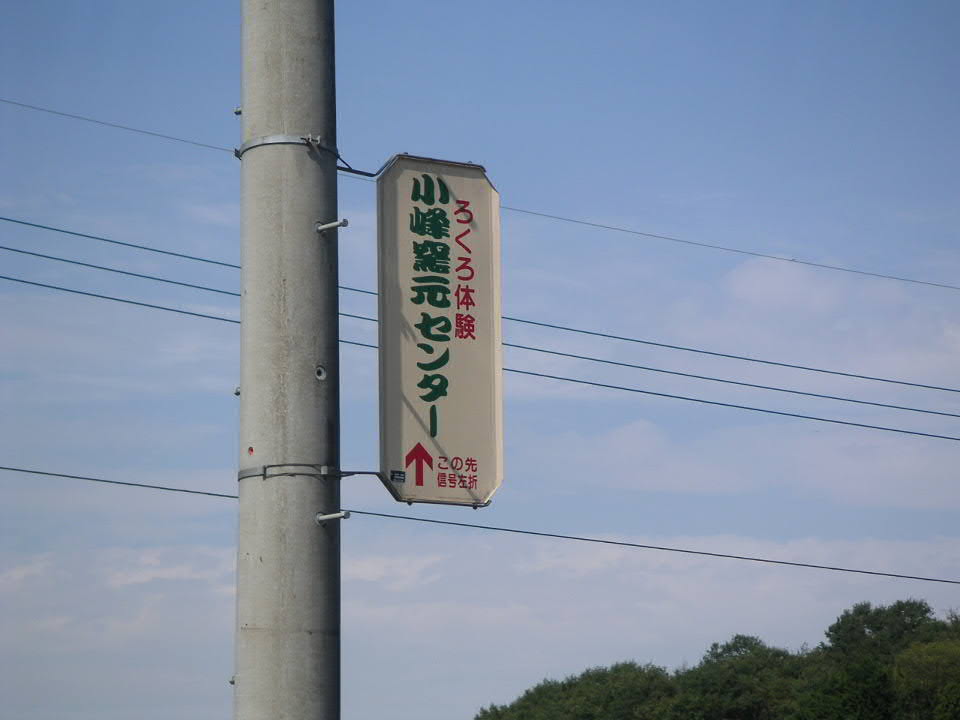 ろくろ体験
小峰窯元センター
この先
信号左折